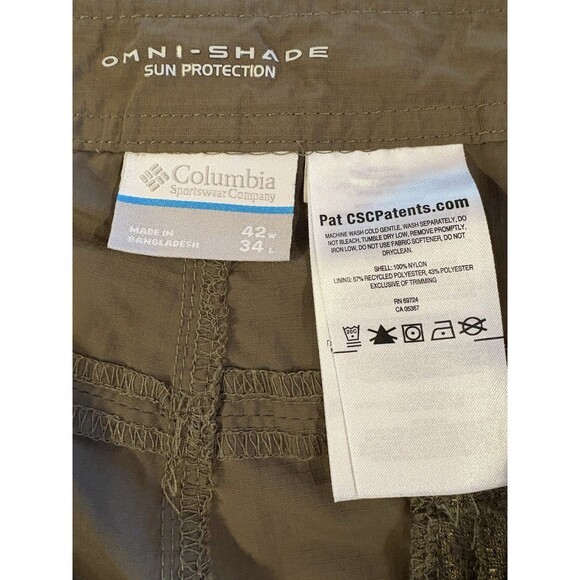 OMNI-SHADE
SUN PROTECTION
Columbia
Sportswear Company
MADE IN
BANGLADESH
42 W
34 L
Pat CSCPatents.com
MACHINE WASH COLD GENTLE, WASH SEPARATELY, DO
NOT BLEACH, TUMBLE DRY LOW, REMOVE PROMPTLY,
IRON LOW, DO NOT USE FABRIC SOFTENER, DO NOT
DRYCLEAN.
SHELL: 100% NYLON
LINING: 57% RECYCLED POLYESTER, 43% POLYESTER
EXCLUSIVE OF TRIMMING
RN 69724
CA 05367